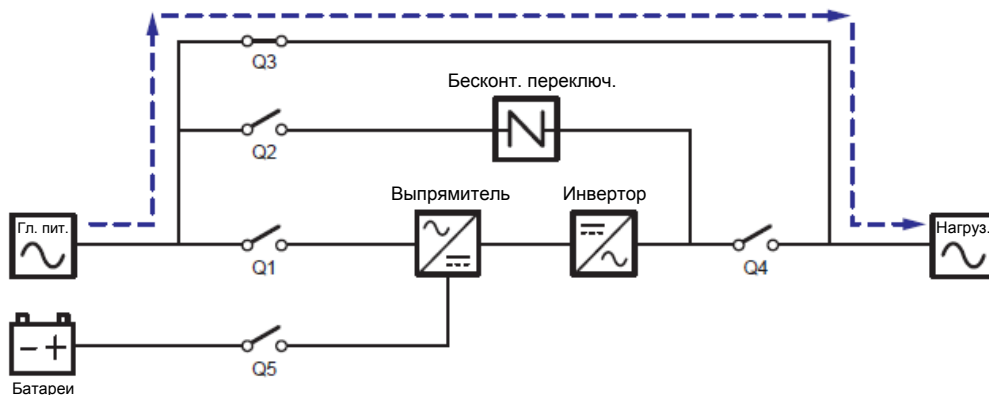 Q3
Бесконт. переключ.
Q2
Выпрямитель
Инвертор
Гл. пит.
Нагруз.
Q1
Q4
Q5
Батареи